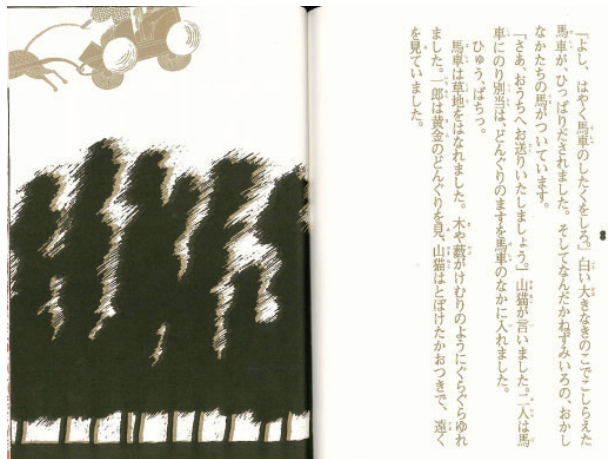 「よし、はやく馬車のしたくをしろ。」白い大きなきのこでこしらえた
馬車が、ひっぱりだされました。そしてなんだかねずみいろの、おかし
なかたちの馬がついています。
「さあ、おうちへお送りいたしましょう。」山猫が言いました。二人は馬
車にのり別当は、どんぐりのますを馬車のなかに入れました。
ひゅう、ぱちっ。
馬車は草地をはなれました。木や藪がけむりのようにぐらぐらゆれ
ました。一郎は黄金のどんぐりを見、山猫はとぼけたかおつきで、遠く
を見ていました。